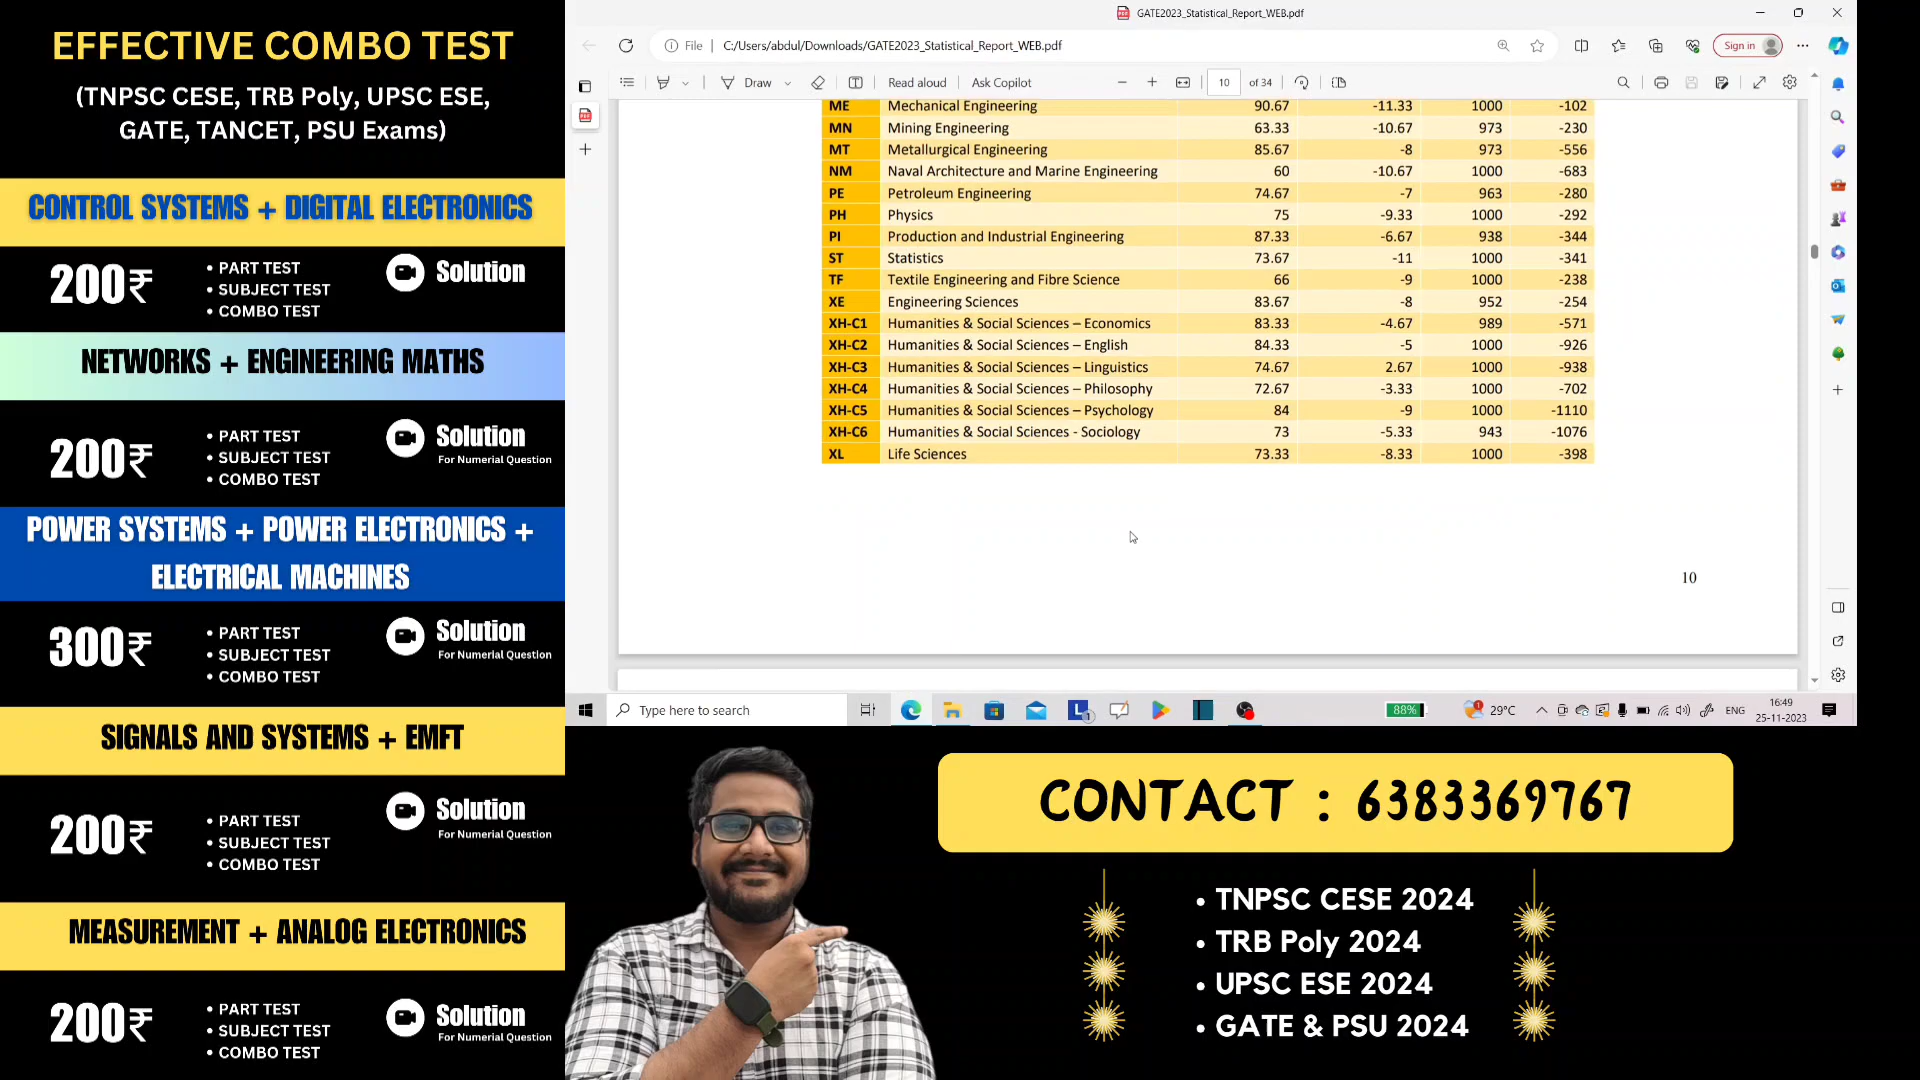 EFFECTIVE COMBO TEST
(TNPSC CESE, TRB Poly, UPSC ESE,
GATE, TANCET, PSU Exams)
CONTROL SYSTEMS + DIGITAL ELECTRONICS
200₹
• PART TEST
• SUBJECT TEST
• COMBO TEST
Solution
NETWORKS + ENGINEERING MATHS
200₹
• PART TEST
• SUBJECT TEST
• COMBO TEST
Solution
For Numerial Question
POWER SYSTEMS + POWER ELECTRONICS +
ELECTRICAL MACHINES
300₹
• PART TEST
• SUBJECT TEST
• COMBO TEST
Solution
For Numerial Question
SIGNALS AND SYSTEMS + EMFT
200₹
• PART TEST
• SUBJECT TEST
• COMBO TEST
Solution
For Numerial Question
MEASUREMENT + ANALOG ELECTRONICS
200₹
• PART TEST
• SUBJECT TEST
• COMBO TEST
Solution
For Numerial Question
GATE2023_Statistical_Report_WEB.pdf
File C:/Users/abdul/Downloads/GATE2023_Statistical_Report_WEB.pdf Sign in
Draw Read aloud Ask Copilot 10 of 34
ME Mechanical Engineering 90.67 -11.33 1000 -102
MN Mining Engineering 63.33 -10.67 973 -230
MT Metallurgical Engineering 85.67 -8 973 -556
NM Naval Architecture and Marine Engineering 60 -10.67 1000 -683
PE Petroleum Engineering 74.67 -7 963 -280
PH Physics 75 -9.33 1000 -292
PI Production and Industrial Engineering 87.33 -6.67 938 -344
ST Statistics 73.67 -11 1000 -341
TF Textile Engineering and Fibre Science 66 -9 1000 -238
XE Engineering Sciences 83.67 -8 952 -254
XH-C1 Humanities & Social Sciences – Economics 83.33 -4.67 989 -571
XH-C2 Humanities & Social Sciences – English 84.33 -5 1000 -926
XH-C3 Humanities & Social Sciences – Linguistics 74.67 2.67 1000 -938
XH-C4 Humanities & Social Sciences – Philosophy 72.67 -3.33 1000 -702
XH-C5 Humanities & Social Sciences – Psychology 84 -9 1000 -1110
XH-C6 Humanities & Social Sciences - Sociology 73 -5.33 943 -1076
XL Life Sciences 73.33 -8.33 1000 -398
10
Type here to search 88% 29°C ENG 16:49
25-11-2023
CONTACT : 6383369767
• TNPSC CESE 2024
• TRB Poly 2024
• UPSC ESE 2024
• GATE & PSU 2024